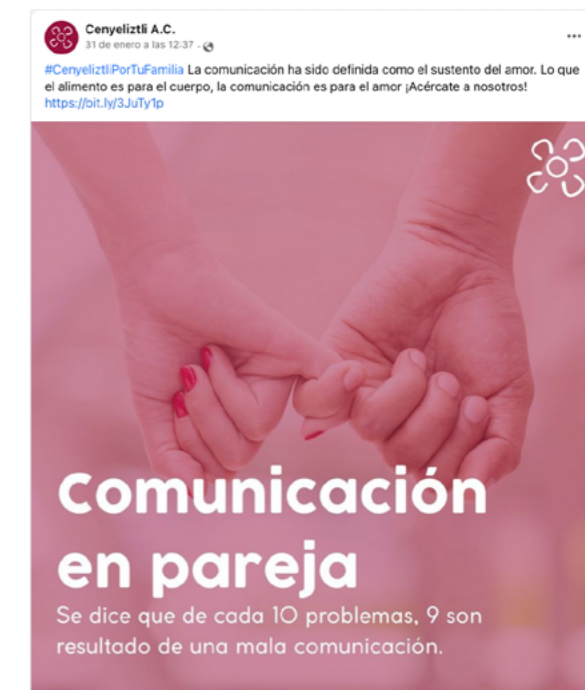 Cenyeliztli A.C.
31 de enero a las 12:37 ·
#CenyeliztliPorTuFamilia La comunicación ha sido definida como el sustento del amor. Lo que
el alimento es para el cuerpo, la comunicación es para el amor ¡Acércate a nosotros!
https://bit.ly/3JuTy1p
Comunicación
en pareja
Se dice que de cada 10 problemas, 9 son
resultado de una mala comunicación.